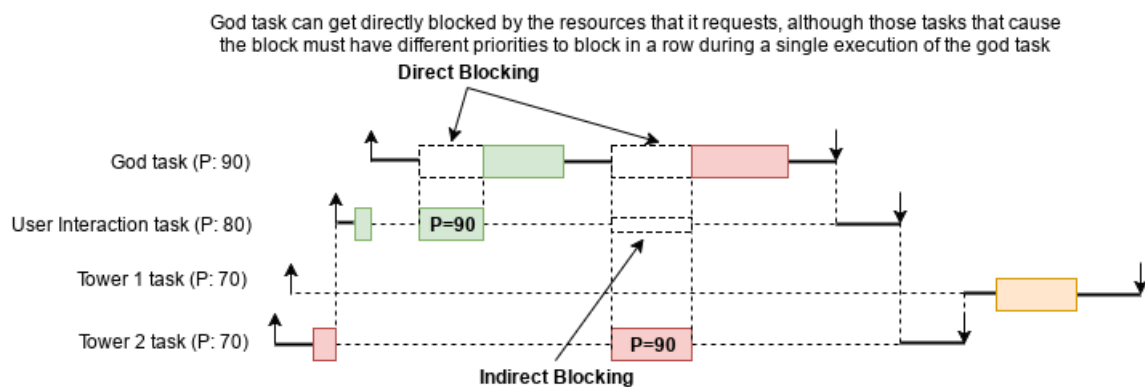 God task can get directly blocked by the resources that it requests, although those tasks that cause
the block must have different priorities to block in a row during a single execution of the god task
Direct Blocking
God task (P: 90)
User Interaction task (P: 80)
P=90
Tower 1 task (P: 70)
Tower 2 task (P: 70)
P=90
Indirect Blocking